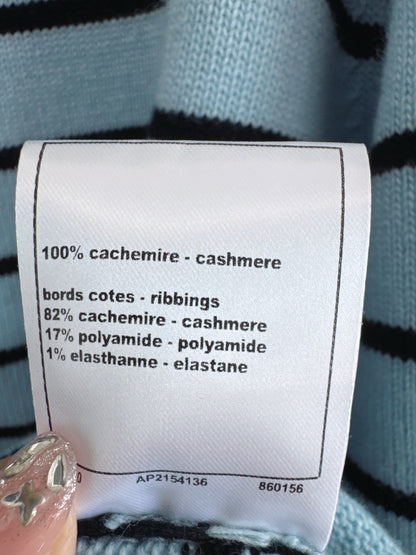 100% cachemire - cashmere
bords cotes - ribbings
82% cachemire - cashmere
17% polyamide - polyamide
1% elasthanne - elastane
AP2154136 860156